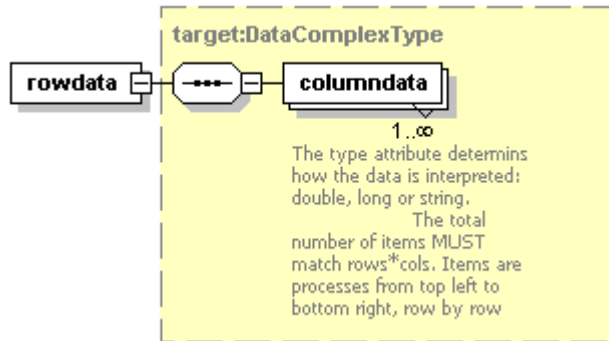 target:DataComplexType
rowdata
columndata
1..∞
The type attribute determins
how the data is interpreted:
double, long or string.
The total
number of items MUST
match rows*cols. Items are
processes from top left to
bottom right, row by row